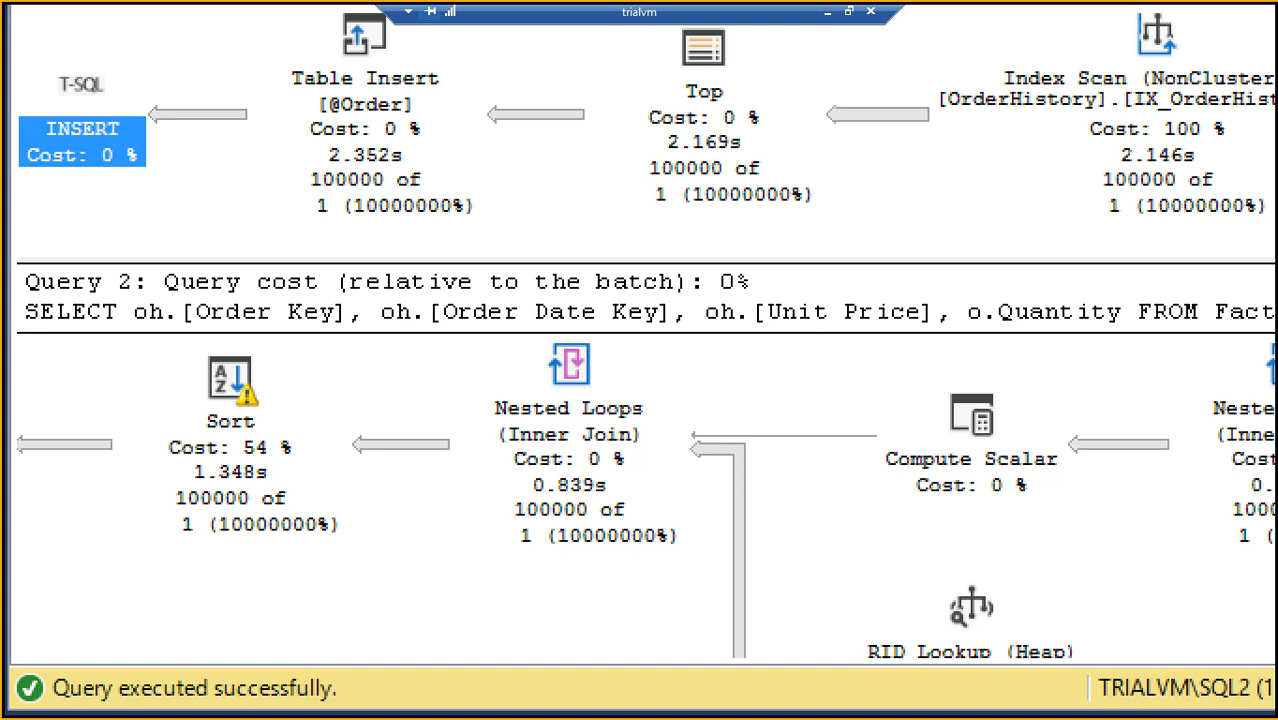 trialvm
T-SQL
INSERT
Cost: 0 %
Table Insert
[@Order]
Cost: 0 %
2.352s
100000 of
1 (10000000%)
Top
Cost: 0 %
2.169s
100000 of
1 (10000000%)
Index Scan (NonCluster
[OrderHistory].[IX_OrderHist
Cost: 100 %
2.146s
100000 of
1 (10000000%)
Query 2: Query cost (relative to the batch): 0%
SELECT oh.[Order Key], oh.[Order Date Key], oh.[Unit Price], o.Quantity FROM Fact
Sort
Cost: 54 %
1.348s
100000 of
1 (10000000%)
Nested Loops
(Inner Join)
Cost: 0 %
0.839s
100000 of
1 (10000000%)
Compute Scalar
Cost: 0 %
Neste
(Inne
Cost
0.
1000
1 (
RID Lookup (Heap)
Query executed successfully.
TRIALVM\SQL2 (1